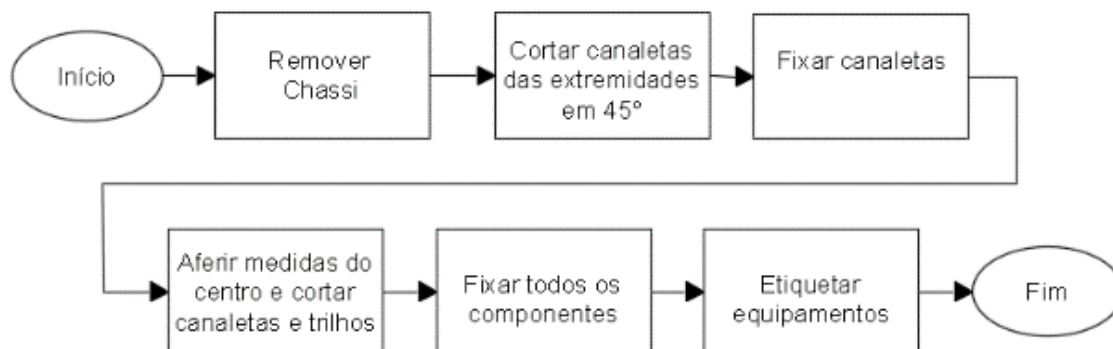 Início
Remover
Chassi
Cortar canaletas
das extremidades
em 45º
Fixar canaletas
Aferir medidas do
centro e cortar
canaletas e trilhos
Fixar todos os
componentes
Etiquetar
equipamentos
Fim